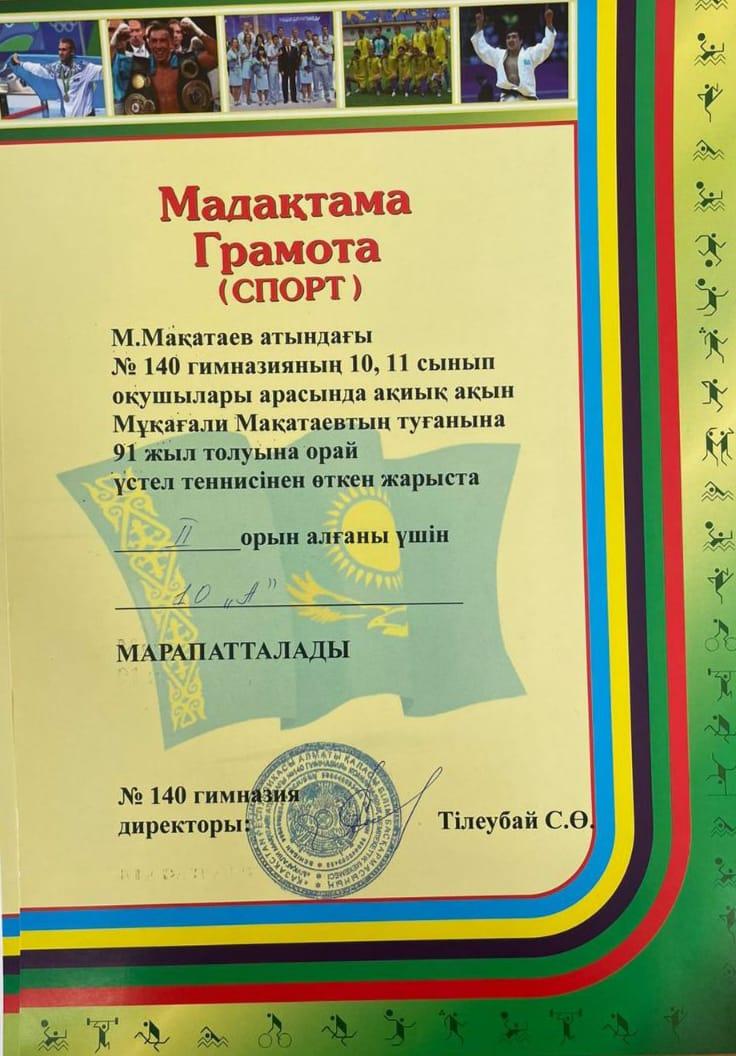 Мадақтама
Грамота
(СПОРТ)
М.Мақатаев атындағы
№ 140 гимназияның 10, 11 сынып
оқушылары арасында ақиық ақын
Мұқағали Мақатаевтың туғанына
91 жыл толуына орай
үстел теннисінен өткен жарыста
II орын алғаны үшін
10 „А"
МАРАПАТТАЛАДЫ
№ 140 гимназия
директоры:
Тілеубай С.Ө.